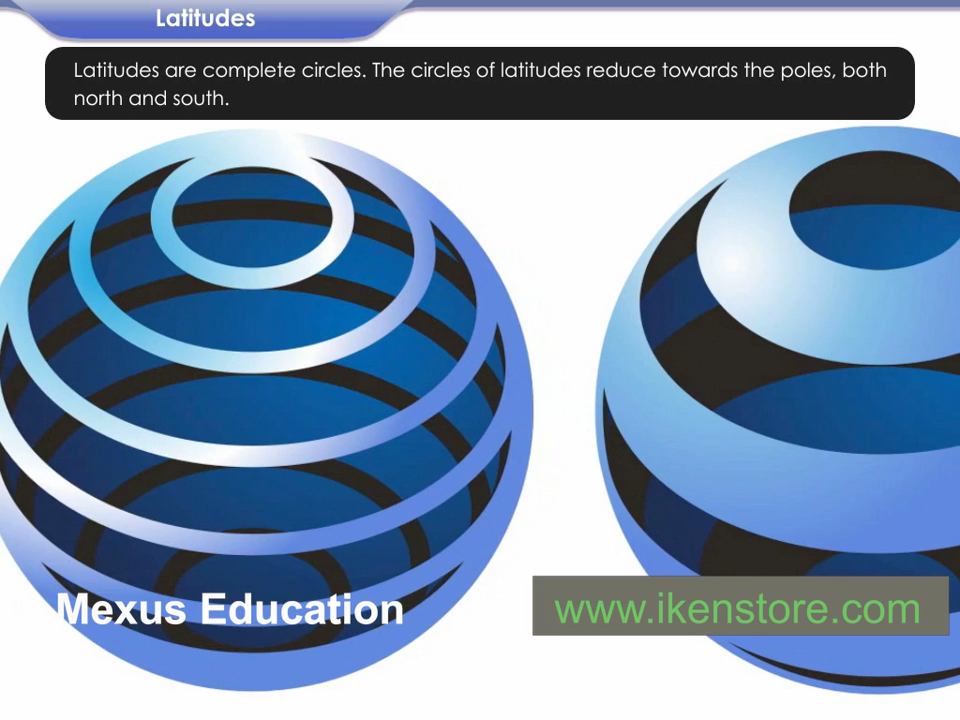 Latitudes
Latitudes are complete circles. The circles of latitudes reduce towards the poles, both
north and south.
Mexus Education
www.ikenstore.com